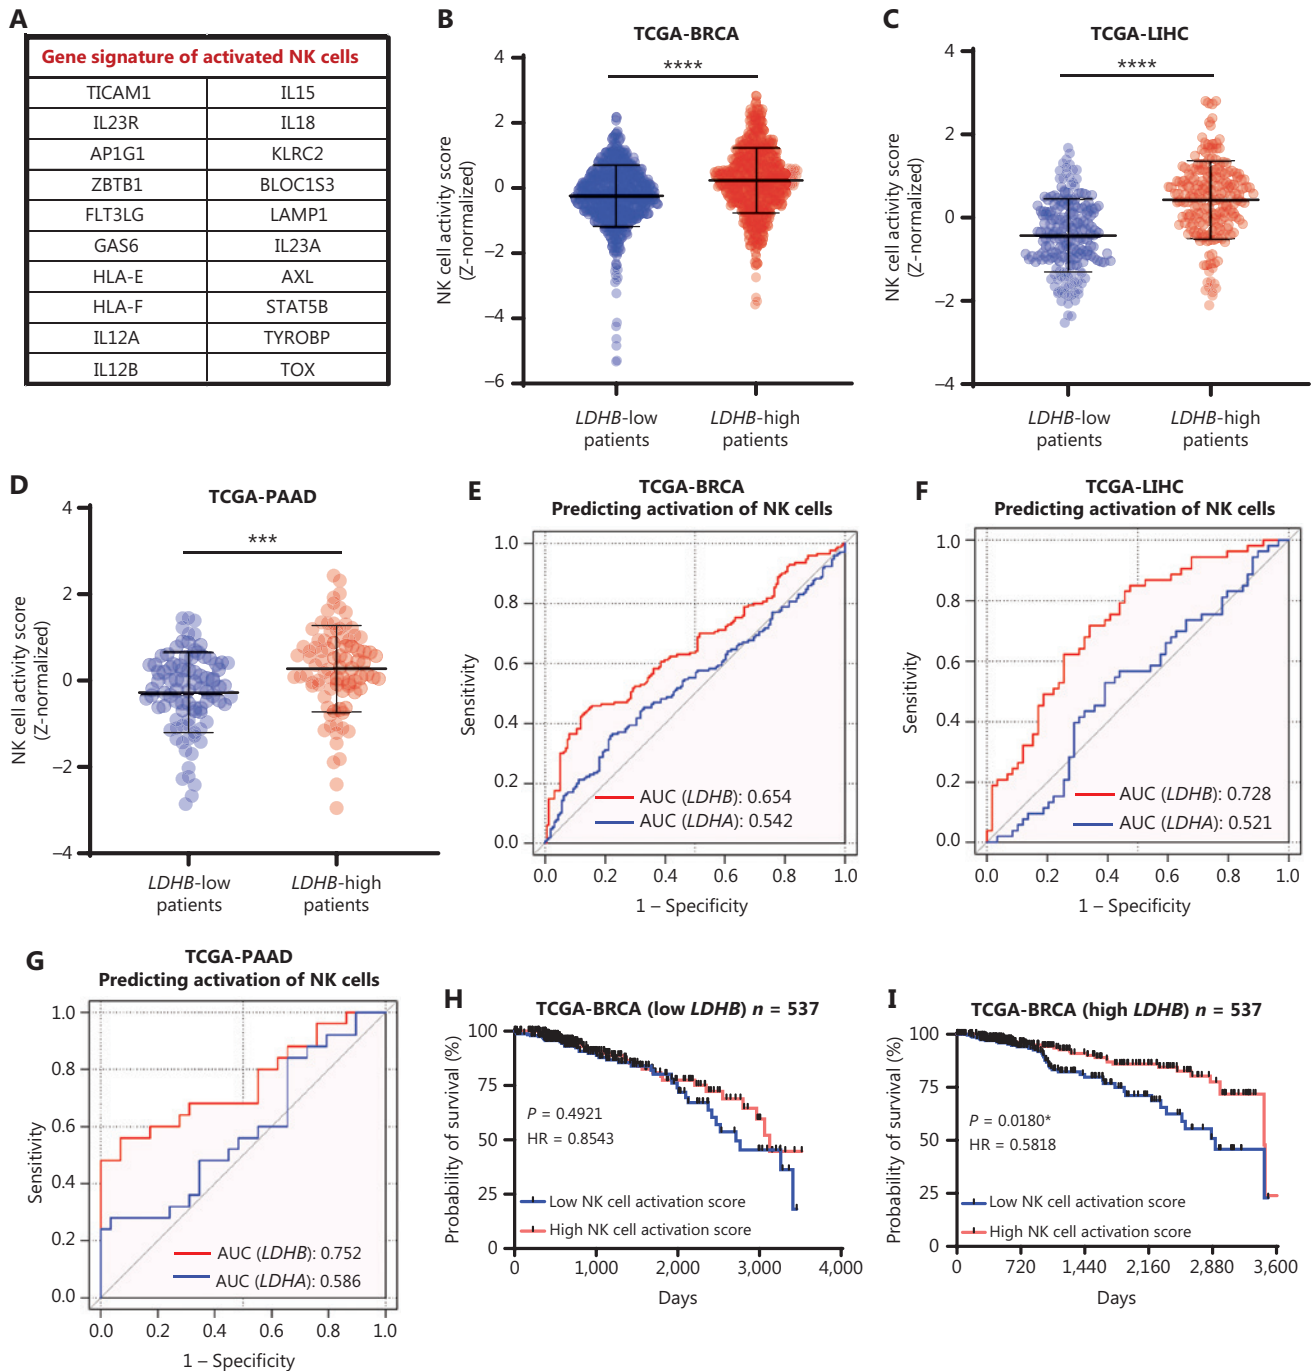 A
Gene signature of activated NK cells
TICAM1 IL15
IL23R IL18
AP1G1 KLRC2
ZBTB1 BLOC1S3
FLT3LG LAMP1
GAS6 IL23A
HLA-E AXL
HLA-F STAT5B
IL12A TYROBP
IL12B TOX
B
TCGA-BRCA
****
NK cell activity score
(Z-normalized)
4
2
0
−2
−4
−6
LDHB-low
patients
LDHB-high
patients
C
TCGA-LIHC
****
NK cell activity score
(Z-normalized)
4
2
0
−2
−4
LDHB-low
patients
LDHB-high
patients
D
TCGA-PAAD
***
NK cell activity score
(Z-normalized)
4
2
0
−2
−4
LDHB-low
patients
LDHB-high
patients
E
TCGA-BRCA
Predicting activation of NK cells
Sensitivity
1.0
0.8
0.6
0.4
0.2
0.0
AUC (LDHB): 0.654
AUC (LDHA): 0.542
0.0 0.2 0.4 0.6 0.8 1.0
1 – Specificity
F
TCGA-LIHC
Predicting activation of NK cells
Sensitivity
1.0
0.8
0.6
0.4
0.2
0.0
AUC (LDHB): 0.728
AUC (LDHA): 0.521
0.0 0.2 0.4 0.6 0.8 1.0
1 – Specificity
G
TCGA-PAAD
Predicting activation of NK cells
Sensitivity
1.0
0.8
0.6
0.4
0.2
0.0
AUC (LDHB): 0.752
AUC (LDHA): 0.586
0.0 0.2 0.4 0.6 0.8 1.0
1 – Specificity
H
TCGA-BRCA (low LDHB) n = 537
Probability of survival (%)
100
75
50
25
0
P = 0.4921
HR = 0.8543
Low NK cell activation score
High NK cell activation score
0 1,000 2,000 3,000 4,000
Days
I
TCGA-BRCA (high LDHB) n = 537
Probability of survival (%)
100
75
50
25
0
P = 0.0180*
HR = 0.5818
Low NK cell activation score
High NK cell activation score
0 720 1,440 2,160 2,880 3,600
Days